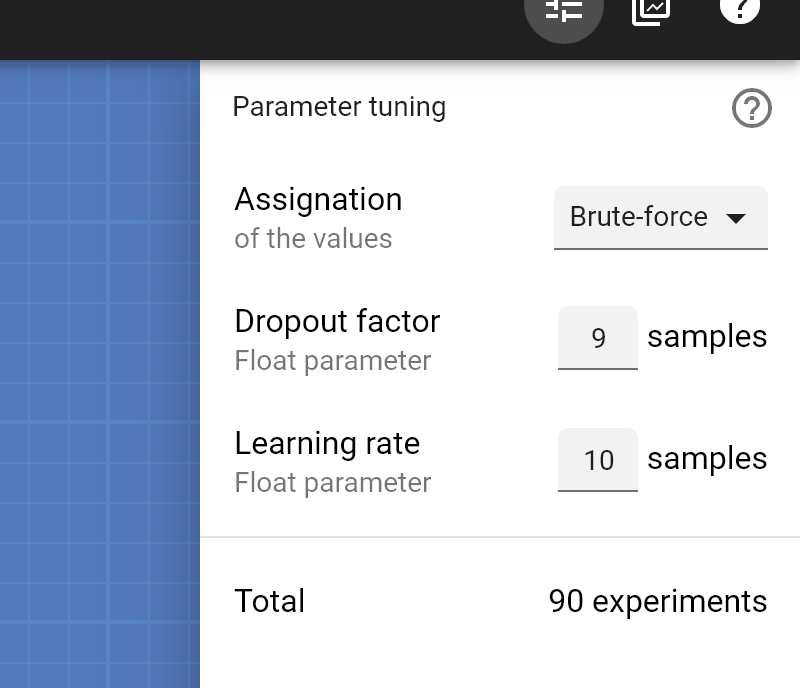 Parameter tuning
Assignation
of the values
Brute-force
Dropout factor
Float parameter
9 samples
Learning rate
Float parameter
10 samples
Total 90 experiments